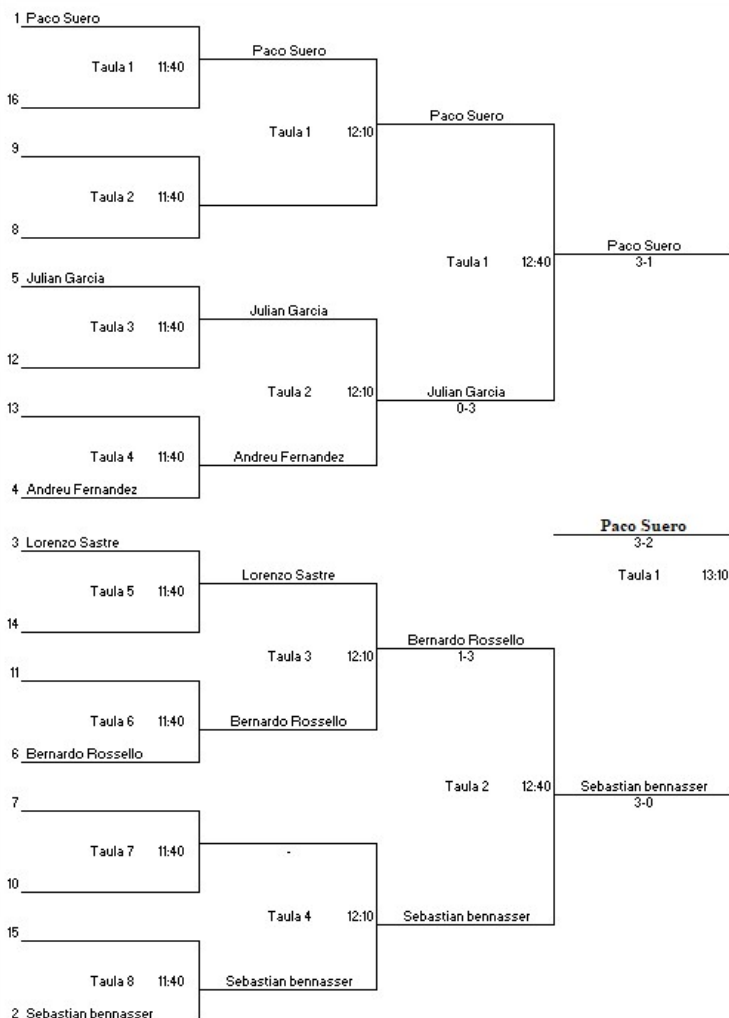 1 Paco Suero
Paco Suero
Taula 1 11:40
16
Paco Suero
Taula 1 12:10
9
Taula 2 11:40
8
Paco Suero
3-1
Taula 1 12:40
5 Julian Garcia
Julian Garcia
Taula 3 11:40
12
Taula 2 12:10
Julian Garcia
0-3
13
Taula 4 11:40
Andreu Fernandez
4 Andreu Fernandez
Paco Suero
3-2
Taula 1 13:10
3 Lorenzo Sastre
Lorenzo Sastre
Taula 5 11:40
14
Bernardo Rossello
1-3
Taula 3 12:10
11
Taula 6 11:40
Bernardo Rossello
6 Bernardo Rossello
Taula 2 12:40
Sebastian bennasser
3-0
7
Taula 7 11:40
-
10
Taula 4 12:10
Sebastian bennasser
15
Taula 8 11:40
Sebastian bennasser
2 Sebastian bennasser